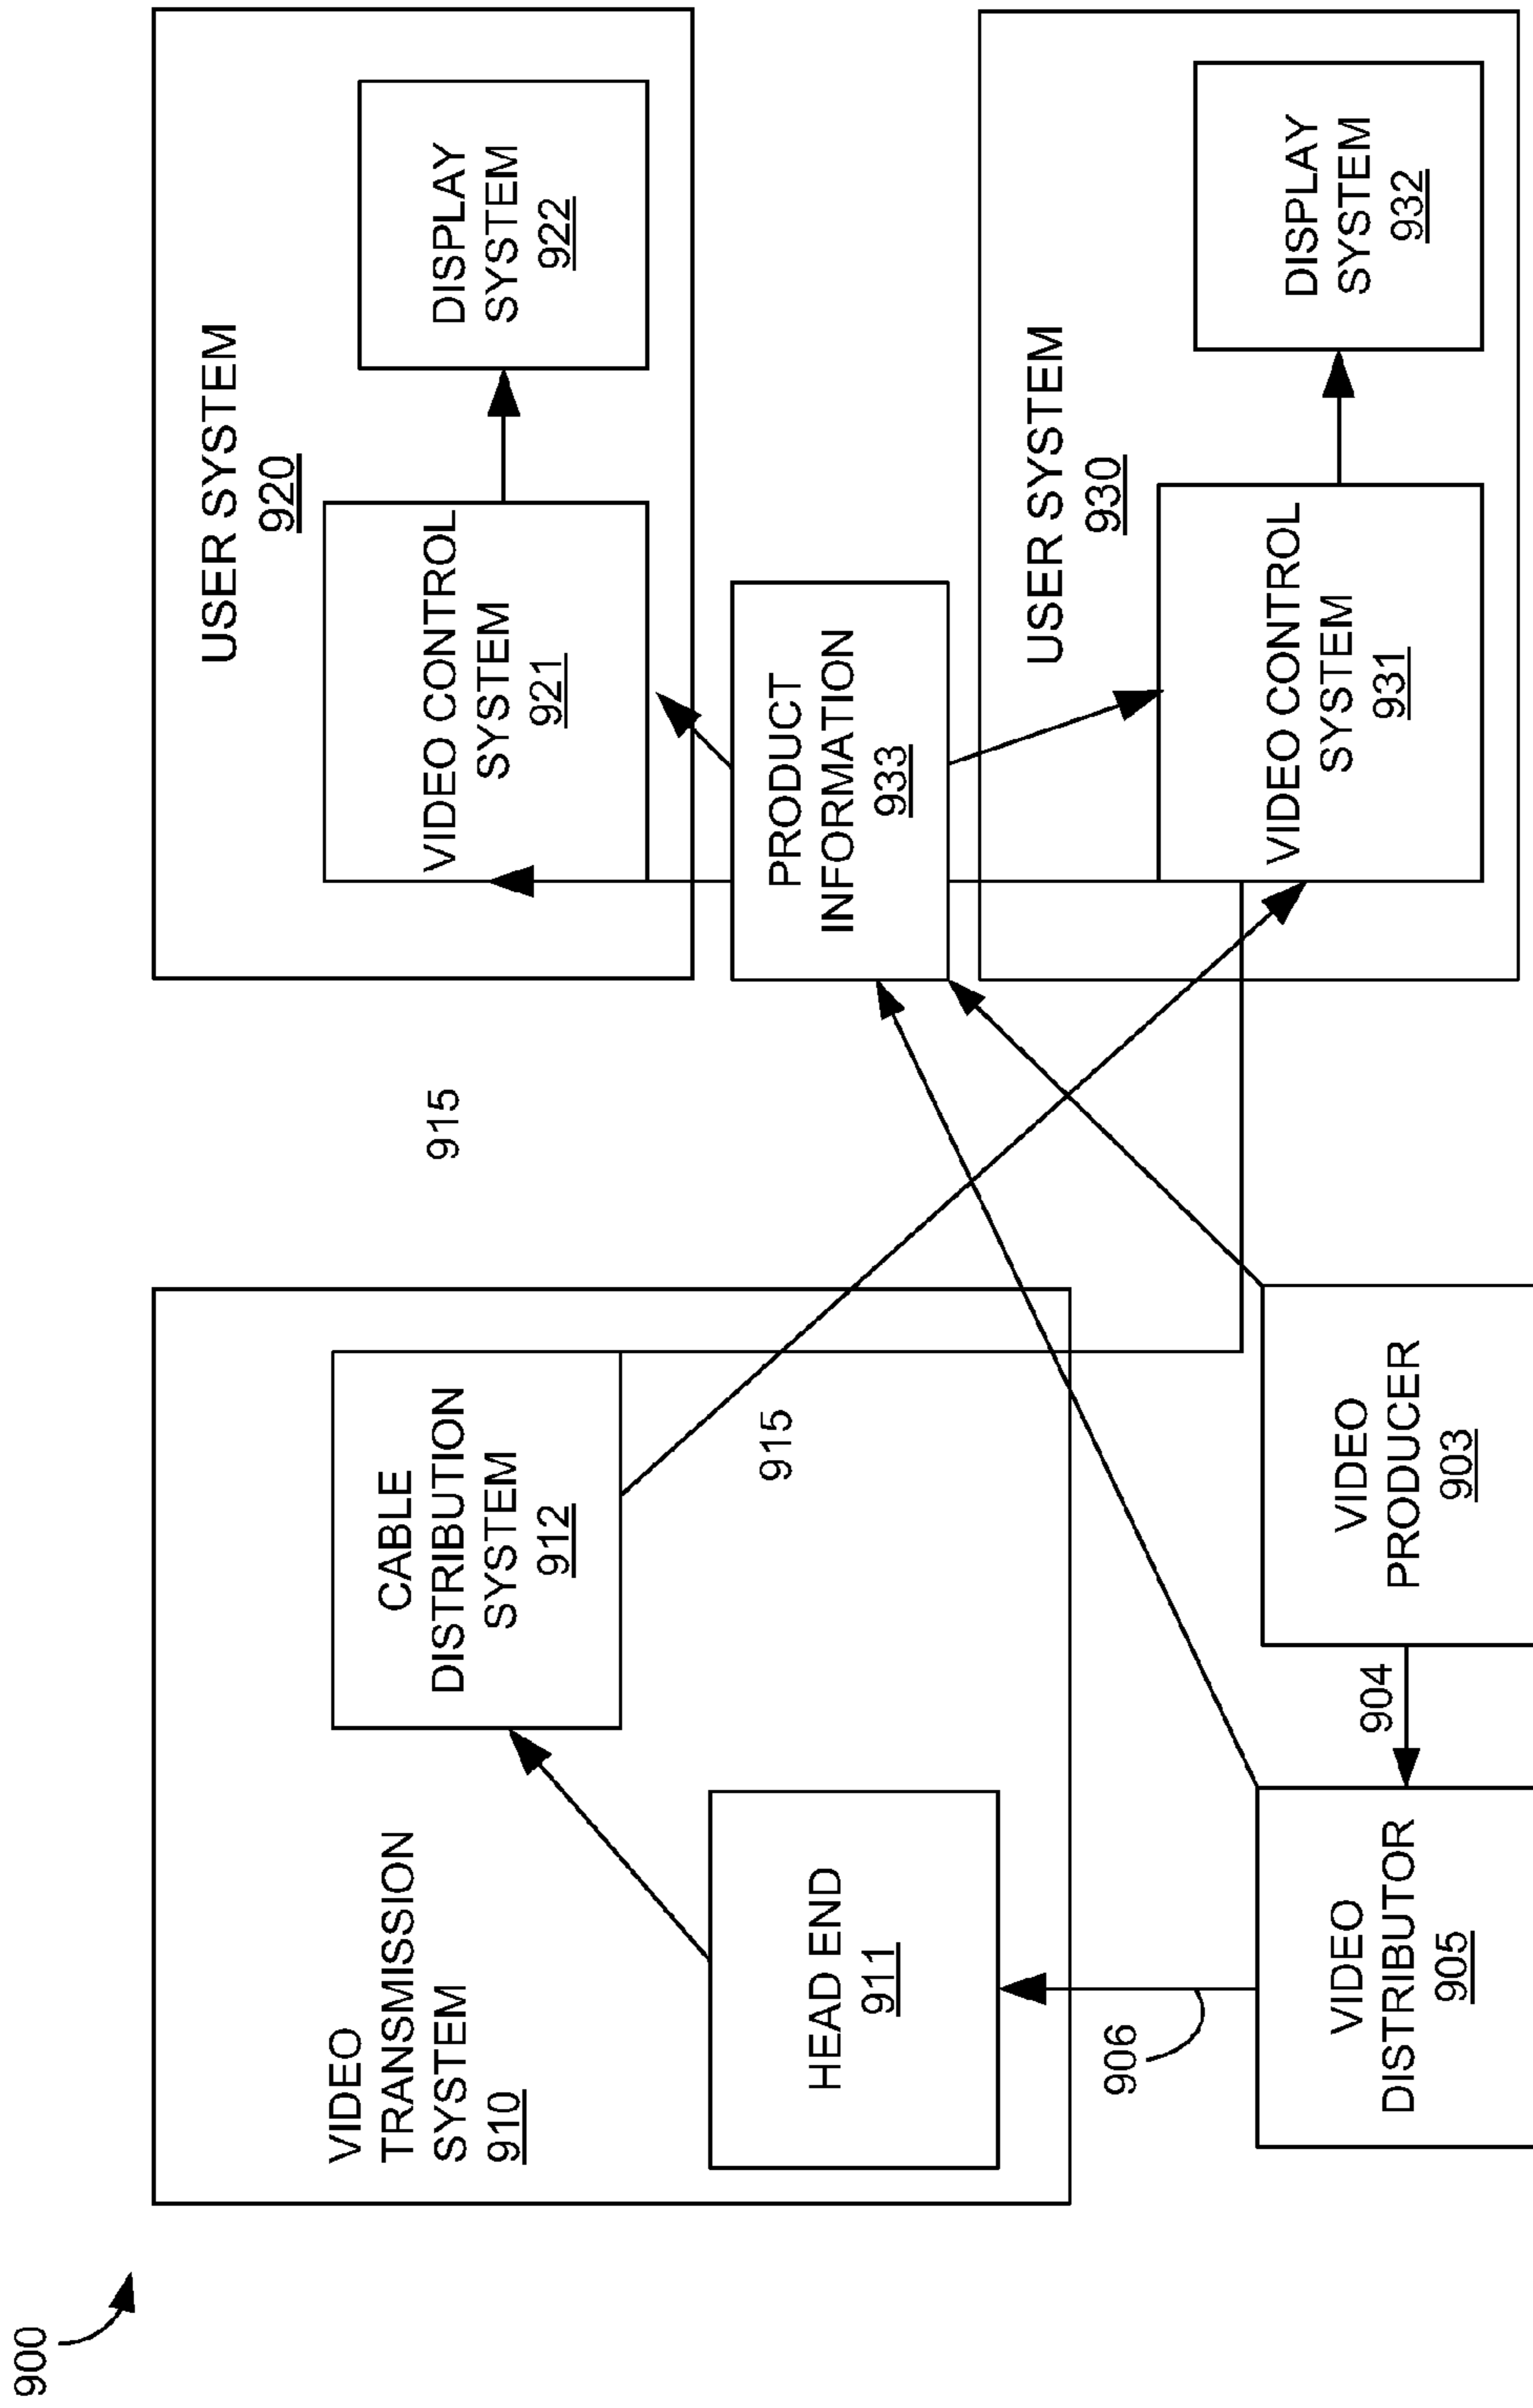 900
VIDEO
TRANSMISSION
SYSTEM
910
CABLE
DISTRIBUTION
SYSTEM
912
HEAD END
911
915
915
906
VIDEO
DISTRIBUTOR
905
904
VIDEO
PRODUCER
903
USER SYSTEM
920
VIDEO CONTROL
SYSTEM
921
DISPLAY
SYSTEM
922
PRODUCT
INFORMATION
933
USER SYSTEM
930
VIDEO CONTROL
SYSTEM
931
DISPLAY
SYSTEM
932